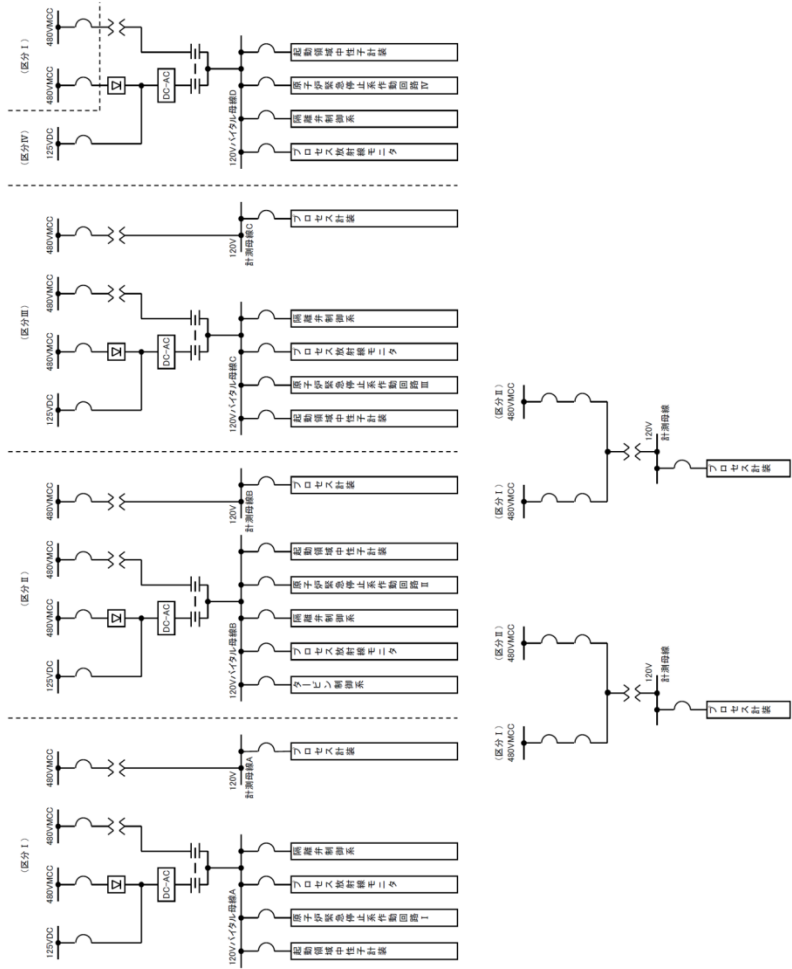 (区分Ⅰ)
125VDC
480VMCC
480VMCC
480VMCC
DC-AC
120Vバイタル母線A
120V
計測母線A
起動領域中性子計装
原子炉緊急停止系作動回路Ⅰ
プロセス放射線モニタ
隔離弁制御系
プロセス計装
(区分Ⅱ)
125VDC
480VMCC
480VMCC
480VMCC
DC-AC
120Vバイタル母線B
120V
計測母線B
タービン制御系
プロセス放射線モニタ
隔離弁制御系
原子炉緊急停止系作動回路Ⅱ
起動領域中性子計装
プロセス計装
(区分Ⅲ)
125VDC
480VMCC
480VMCC
480VMCC
DC-AC
120Vバイタル母線C
120V
計測母線C
起動領域中性子計装
原子炉緊急停止系作動回路Ⅲ
プロセス放射線モニタ
隔離弁制御系
プロセス計装
(区分Ⅳ)
(区分Ⅰ)
125VDC
480VMCC
480VMCC
DC-AC
120Vバイタル母線D
プロセス放射線モニタ
隔離弁制御系
原子炉緊急停止系作動回路Ⅳ
起動領域中性子計装
(区分Ⅰ)
480VMCC
(区分Ⅱ)
480VMCC
120V
計測母線
プロセス計装
(区分Ⅰ)
480VMCC
(区分Ⅱ)
480VMCC
120V
計測母線
プロセス計装